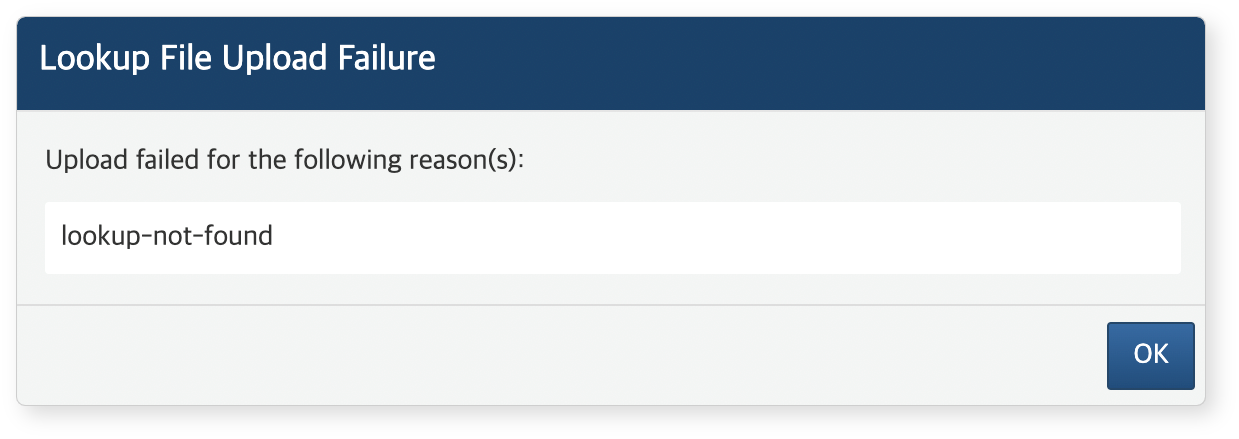 Lookup File Upload Failure
Upload failed for the following reason(s):
lookup-not-found
OK